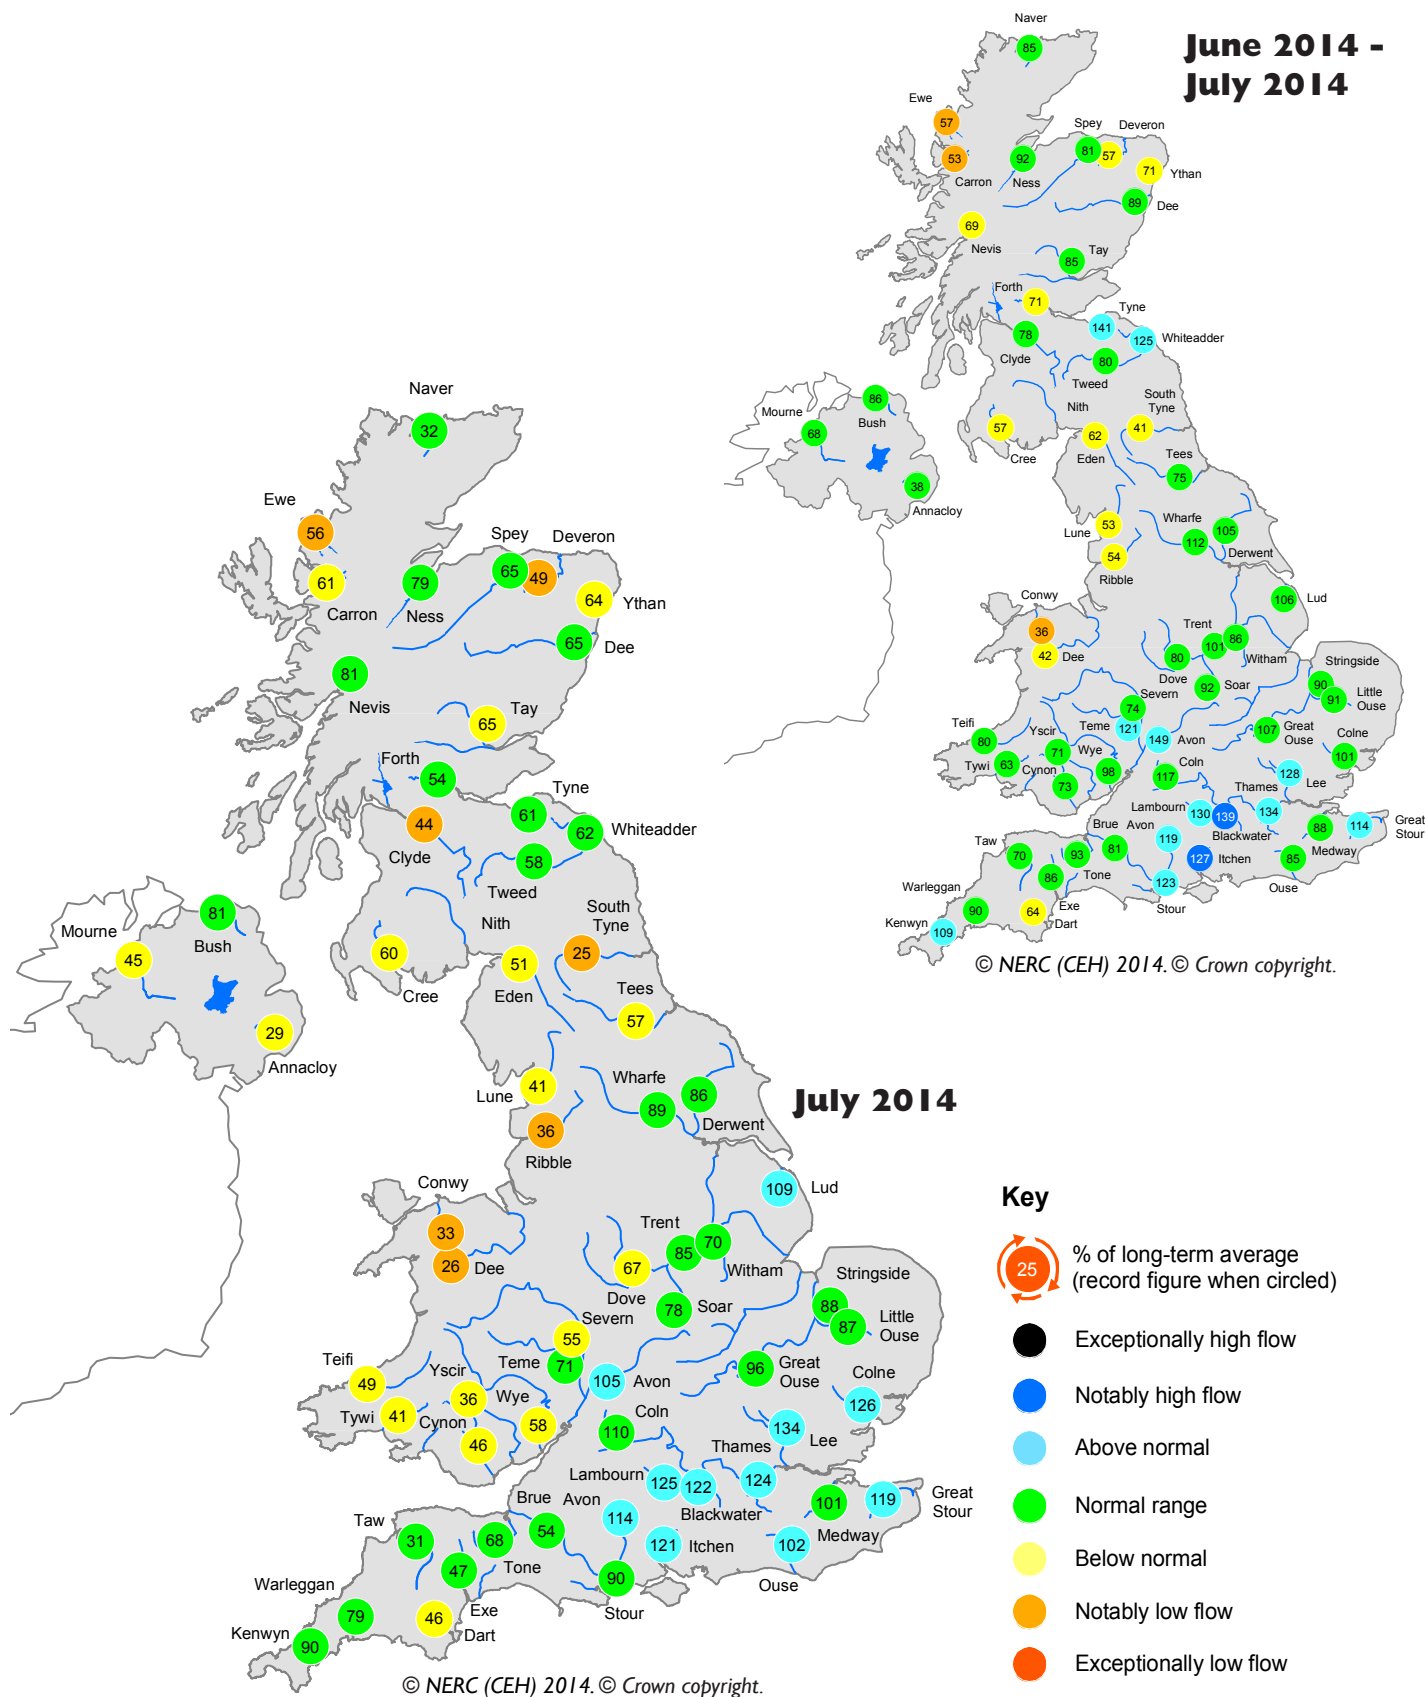 June 2014 -
July 2014
Naver
85
Ewe
57
53
Carron
92
Ness
Spey
81
57
Deveron
71
Ythan
89
Dee
69
Nevis
Tay
85
Forth
71
Tyne
141
125
Whiteadder
78
Clyde
80
Tweed
Nith
South
Tyne
41
57
Cree
62
Eden
Tees
75
Mourne
68
86
Bush
38
Annacloy
Lune
53
54
Ribble
Wharfe
112
105
Derwent
106
Lud
Conwy
36
42
Dee
Trent
101
86
Witham
80
Dove
92
Soar
Stringside
90
91
Little
Ouse
Severn
74
Teme
121
149
Avon
107
Great
Ouse
Colne
101
Teifi
80
Tywi
63
Yscir
71
Cynon
73
Wye
98
Coln
117
128
Lee
Thames
134
Lambourn
130
139
Blackwater
88
Medway
114
Great
Stour
Brue
81
Avon
119
127
Itchen
85
Ouse
Taw
70
93
Tone
86
Exe
123
Stour
Warleggan
90
64
Dart
Kenwyn
109
© NERC (CEH) 2014. © Crown copyright.
July 2014
Naver
32
Ewe
56
61
Carron
79
Ness
Spey
65
49
Deveron
64
Ythan
65
Dee
81
Nevis
65
Tay
Forth
54
44
Clyde
Tyne
61
62
Whiteadder
58
Tweed
Nith
South
Tyne
25
60
Cree
51
Eden
Tees
57
Mourne
45
81
Bush
29
Annacloy
Lune
41
36
Ribble
Wharfe
89
86
Derwent
109
Lud
Conwy
33
26
Dee
Trent
85
70
Witham
67
Dove
78
Soar
Stringside
88
87
Little
Ouse
Severn
55
Teme
71
105
Avon
96
Great
Ouse
Colne
126
Teifi
49
Tywi
41
Yscir
36
Cynon
46
Wye
58
Coln
110
134
Lee
Thames
124
Lambourn
125
122
Blackwater
101
Medway
119
Great
Stour
Brue
54
Avon
114
121
Itchen
102
Ouse
Taw
31
68
Tone
47
Exe
90
Stour
Warleggan
79
46
Dart
Kenwyn
90
© NERC (CEH) 2014. © Crown copyright.
Key
25
% of long-term average
(record figure when circled)
Exceptionally high flow
Notably high flow
Above normal
Normal range
Below normal
Notably low flow
Exceptionally low flow